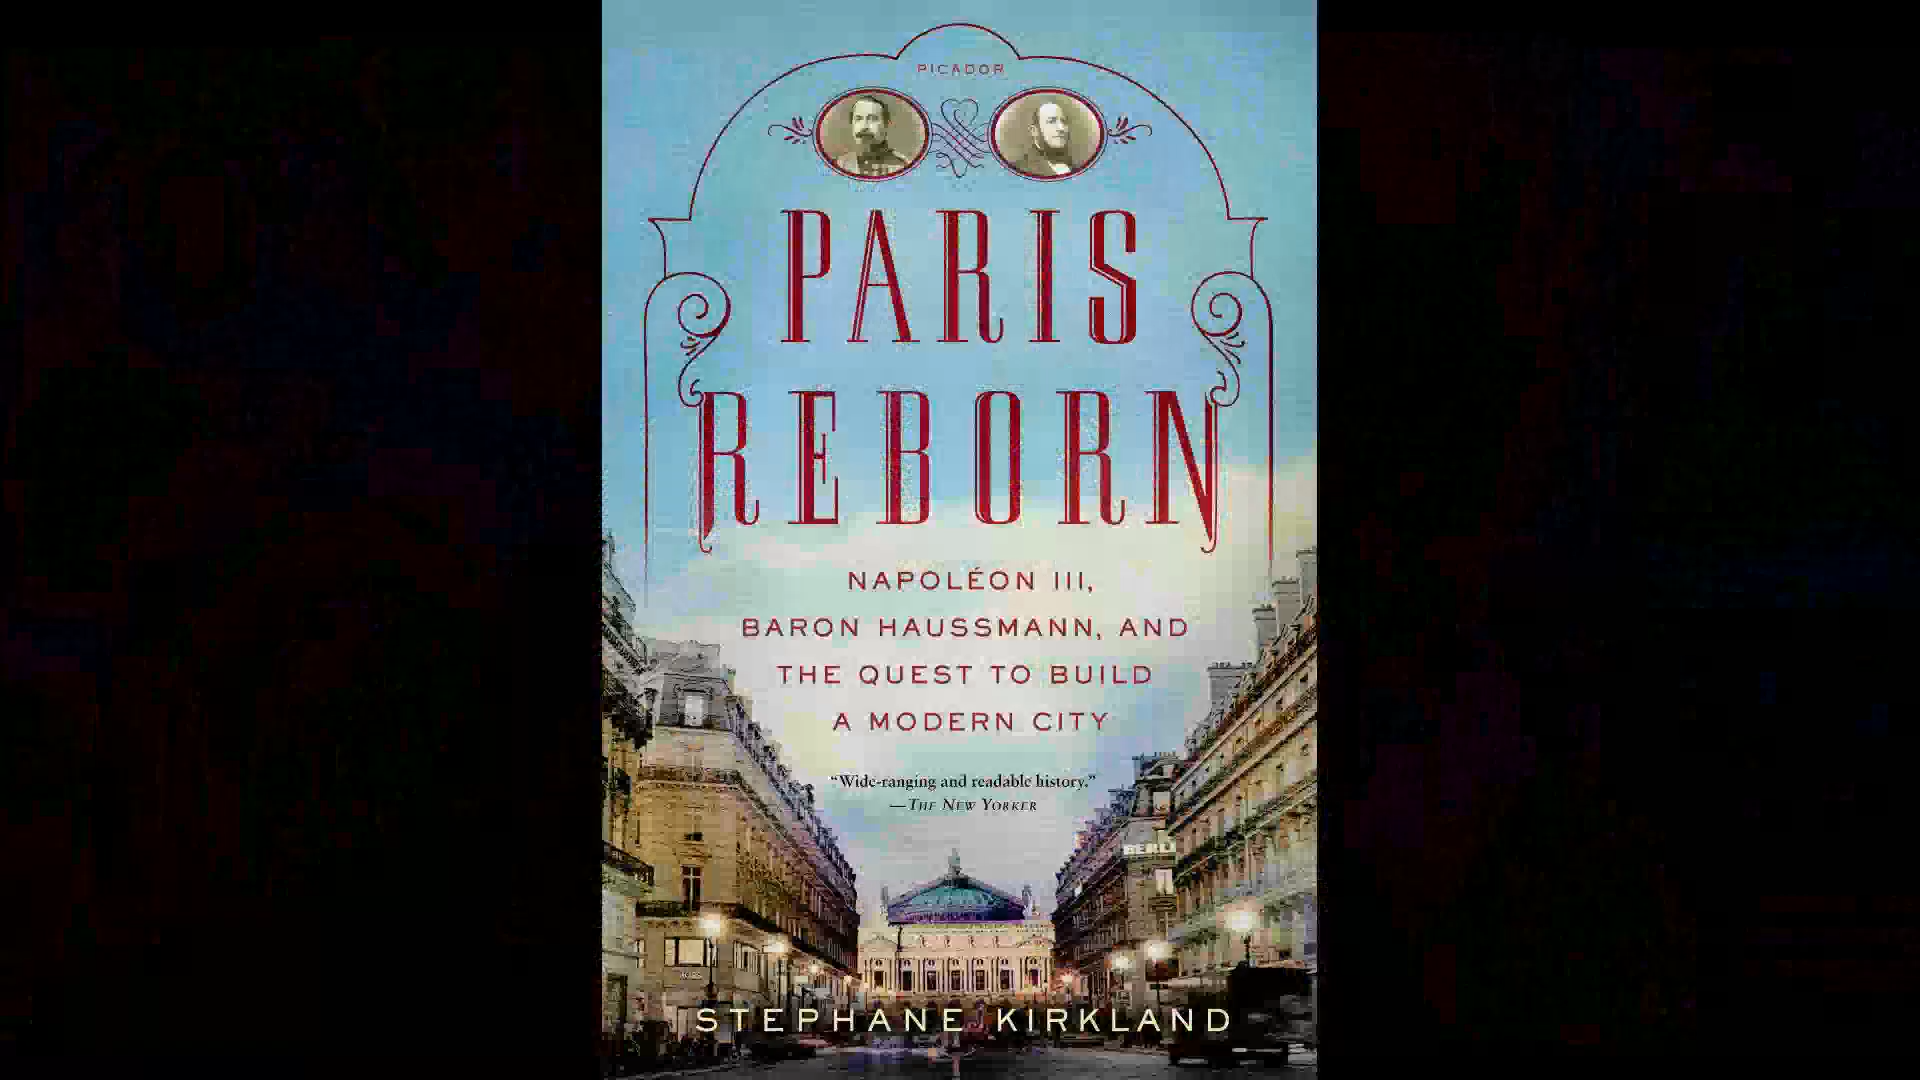 PICADOR
PARIS
REBORN
NAPOLÉON III,
BARON HAUSSMANN, AND
THE QUEST TO BUILD
A MODERN CITY
“Wide-ranging and readable history.”
—THE NEW YORKER
BERLI
STEPHANE KIRKLAND